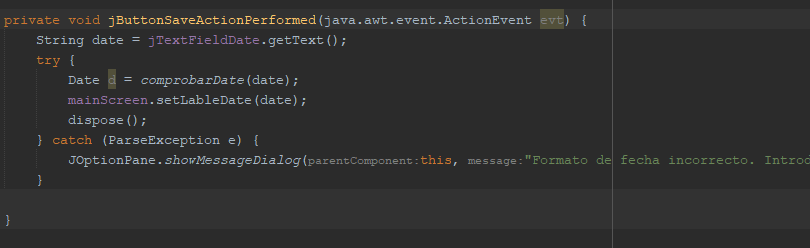 private void jButtonSaveActionPerformed(java.awt.event.ActionEvent evt) {
String date = jTextFieldDate.getText();
try {
Date d = comprobarDate(date);
mainScreen.setLableDate(date);
dispose();
} catch (ParseException e) {
JOptionPane.showMessageDialog(parentComponent:this, message:"Formato de fecha incorrecto. Introd
}
}